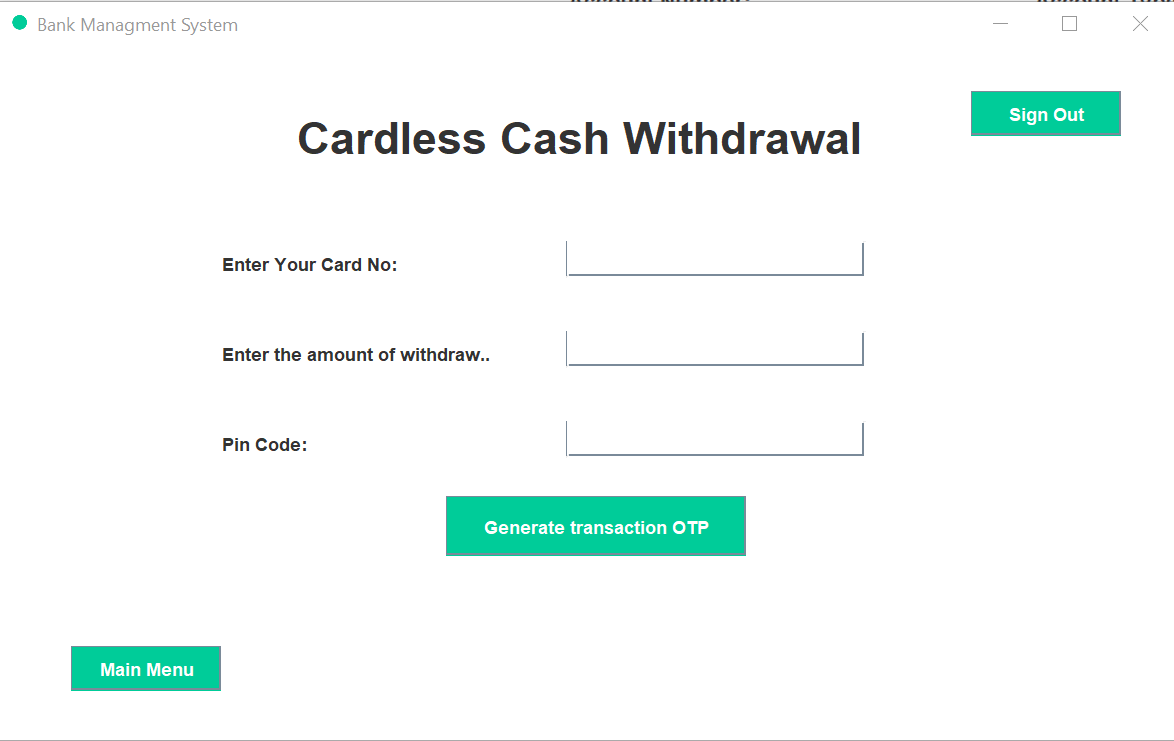 Bank Managment System
Sign Out
Cardless Cash Withdrawal
Enter Your Card No:
Enter the amount of withdraw..
Pin Code:
Generate transaction OTP
Main Menu